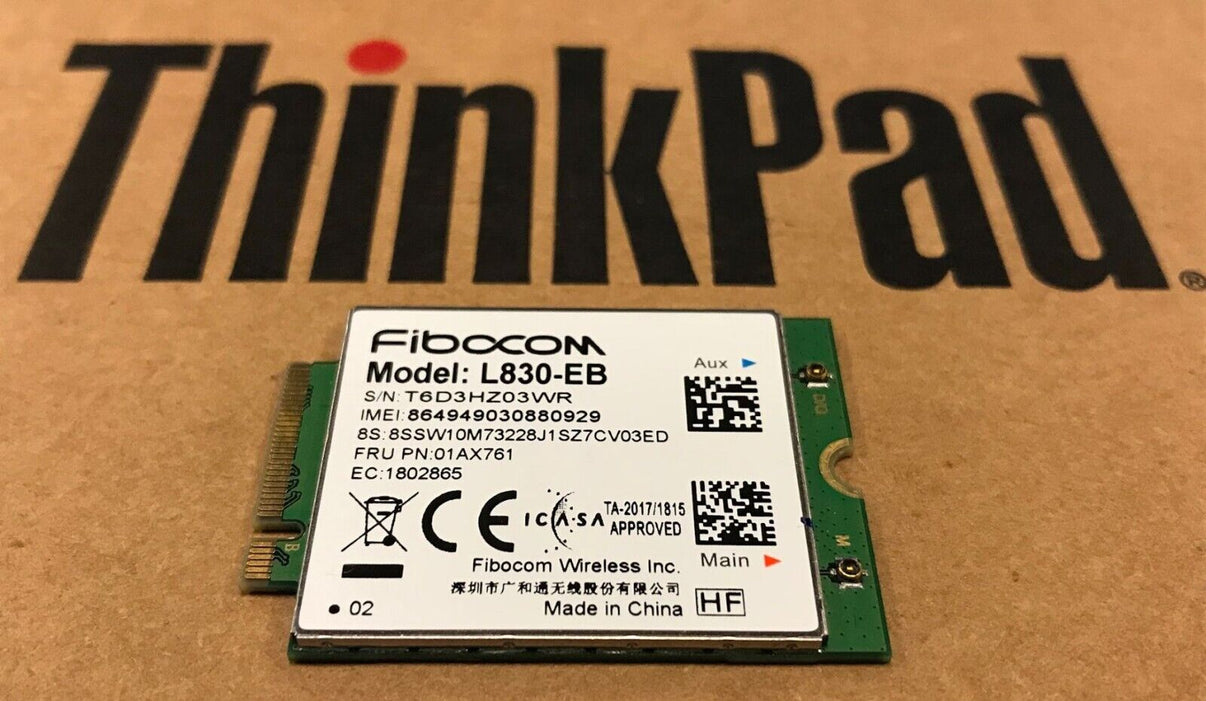 ThinkPad®
Fibocom
Model: L830-EB
S/N:T6D3HZ03WR
IMEI:864949030880929
8S:8SSW10M73228J1SZ7CV03ED
FRU PN:01AX761
EC:1802865
Aux
CE ICASA TA-2017/1815
APPROVED
Main
Fibocom Wireless Inc.
深圳市广和通无线股份有限公司
Made in China
HF
02
B
M